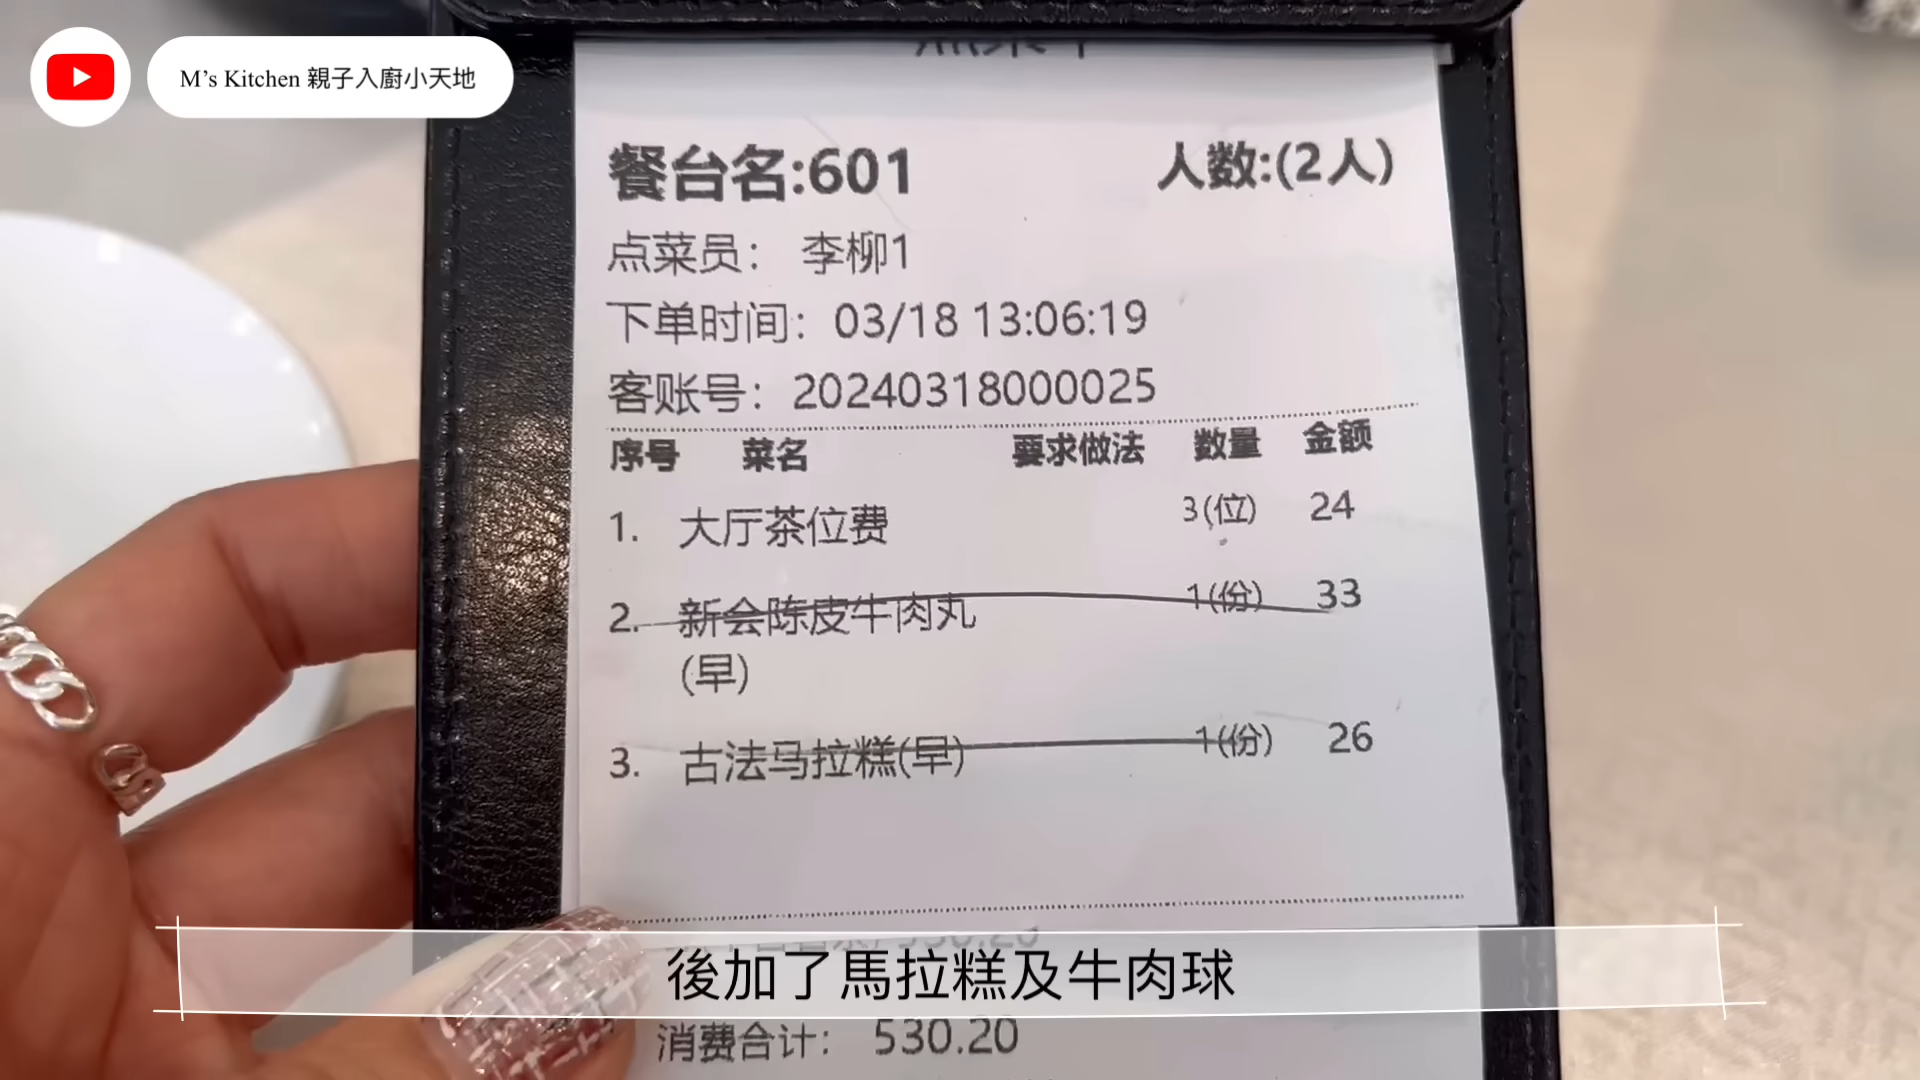 M's Kitchen 親子入廚小天地
餐台名:601 人数:(2人)
点菜员: 李柳1
下单时间: 03/18 13:06:19
客账号: 20240318000025
序号 菜名 要求做法 数量 金额
1. 大厅茶位费 3(位) 24
2. 新会陈皮牛肉丸 1(份) 33
(早)
3. 古法马拉糕(早) 1(份) 26
後加了馬拉糕及牛肉球
消费合计: 530.20